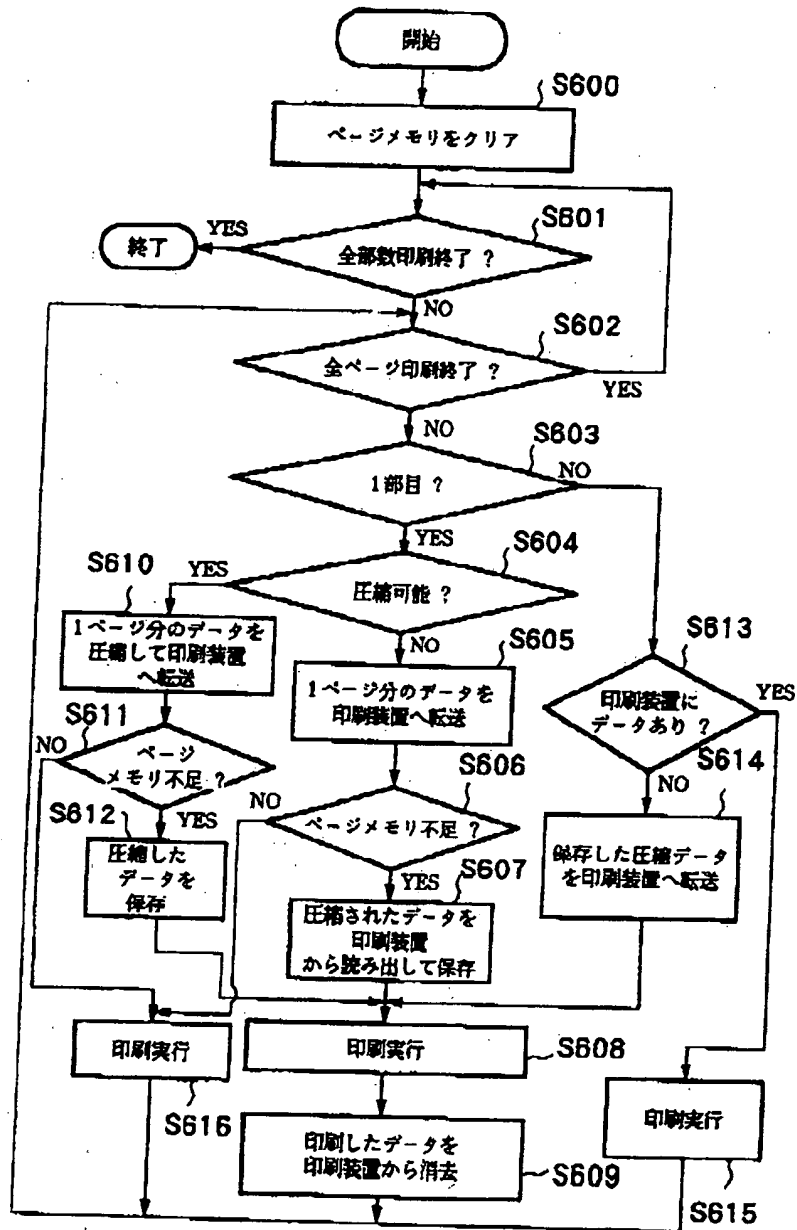 開始
S600
ページメモリをクリア
S601
YES
終了
全部数印刷終了？
NO
S602
全ページ印刷終了？
YES
NO
S603
NO
1部目？
YES
S604
S610
YES
圧縮可能？
1ページ分のデータを
圧縮して印刷装置
へ転送
NO
S605
1ページ分のデータを
印刷装置へ転送
S613
印刷装置に
データあり？
YES
S611
NO
ページ
メモリ不足？
S606
NO
ページメモリ不足？
S614
NO
S612
YES
圧縮した
データを
保存
YES
S607
圧縮されたデータを
印刷装置
から読み出して保存
保存した圧縮データ
を印刷装置へ転送
印刷実行
S616
印刷実行
S608
印刷したデータを
印刷装置から消去
S609
印刷実行
S615